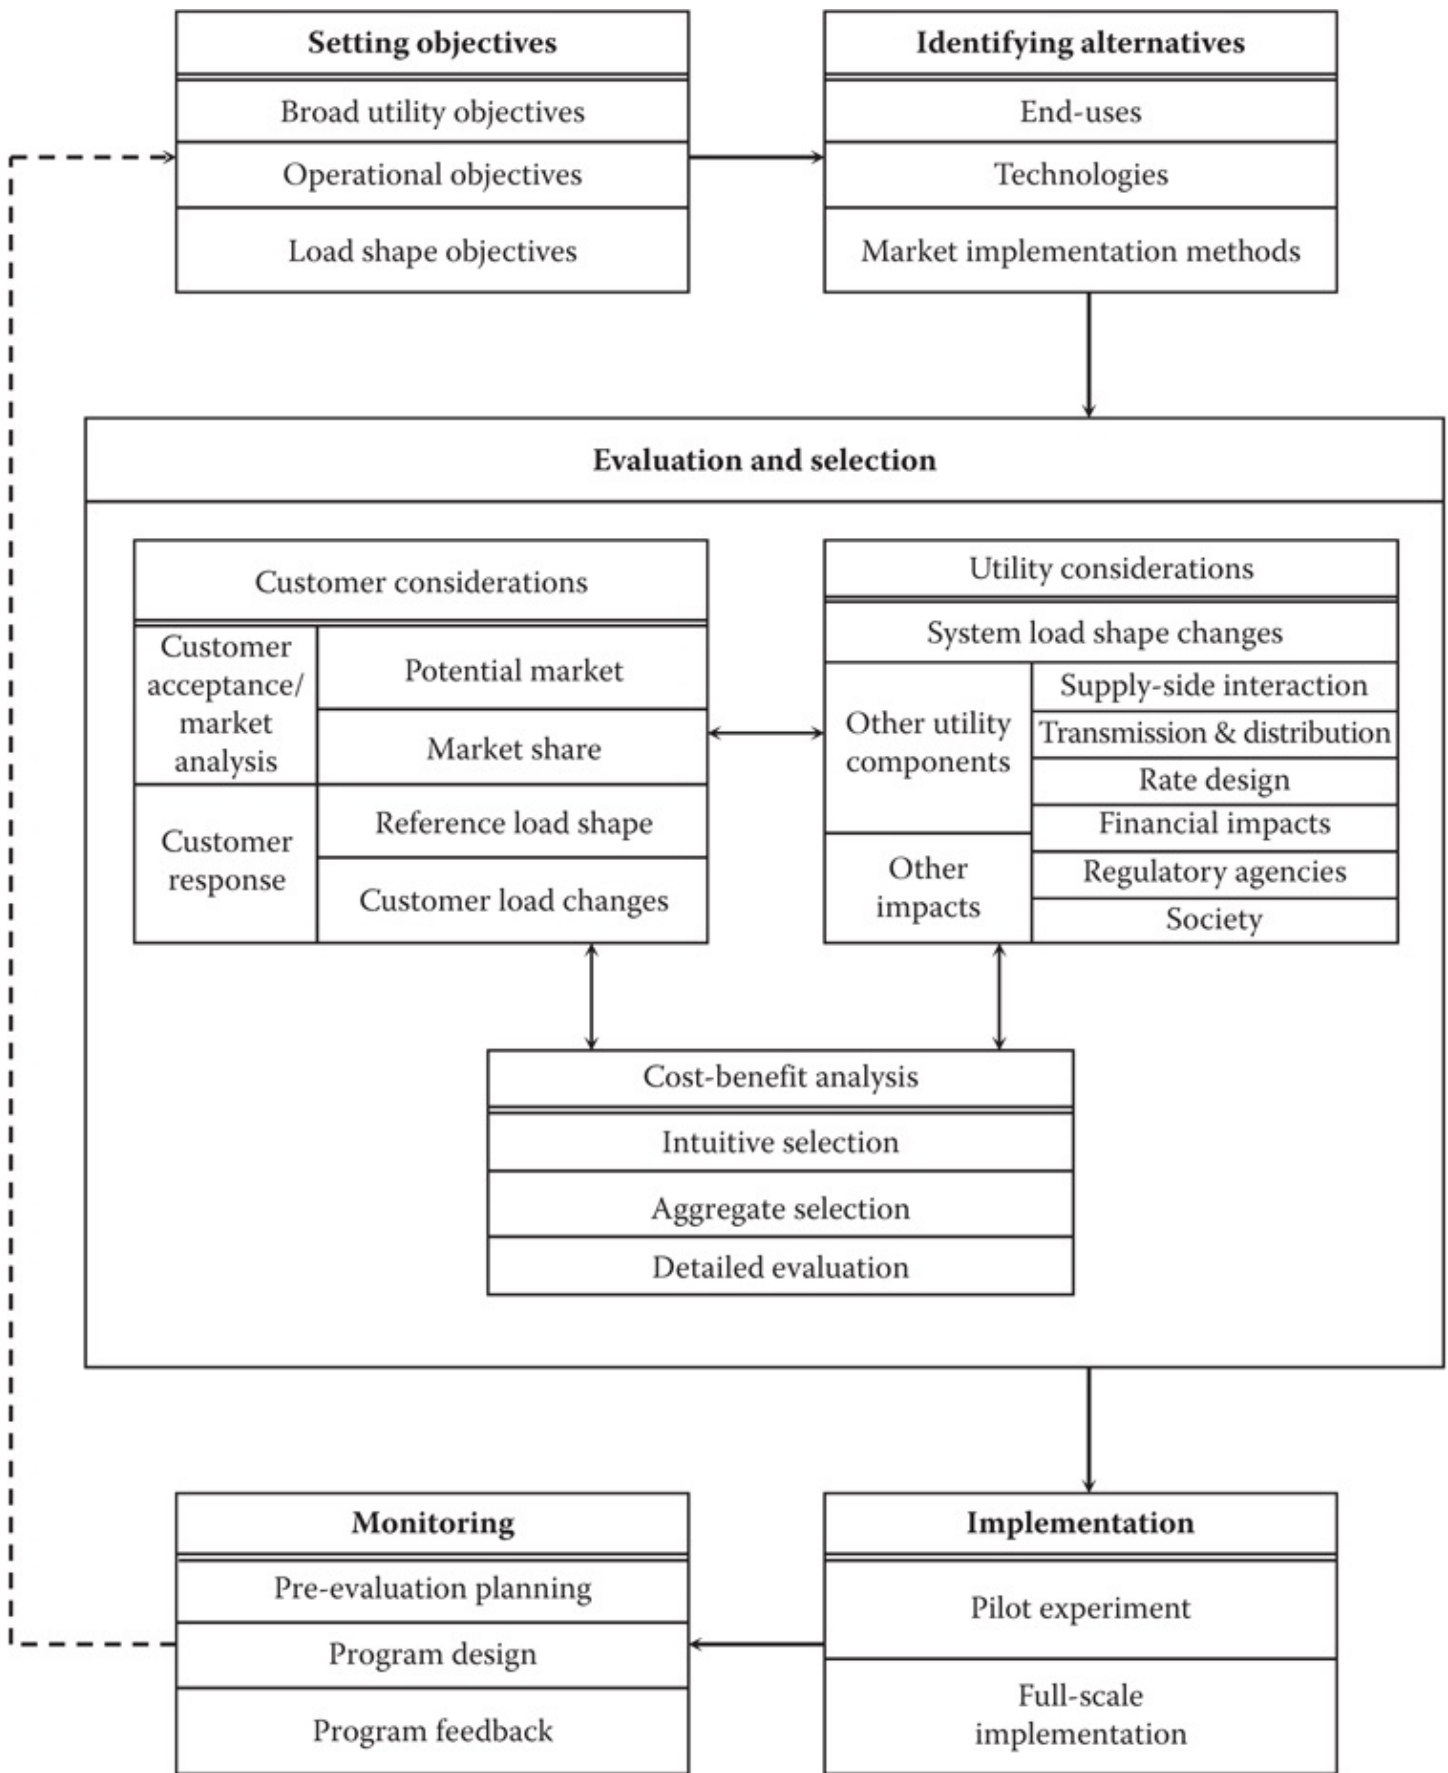 Setting objectives
Broad utility objectives
Operational objectives
Load shape objectives
Identifying alternatives
End-uses
Technologies
Market implementation methods
Evaluation and selection
Customer considerations
Customer
acceptance/
market
analysis
Potential market
Market share
Customer
response
Reference load shape
Customer load changes
Utility considerations
System load shape changes
Other utility
components
Supply-side interaction
Transmission & distribution
Rate design
Financial impacts
Other
impacts
Regulatory agencies
Society
Cost-benefit analysis
Intuitive selection
Aggregate selection
Detailed evaluation
Monitoring
Pre-evaluation planning
Program design
Program feedback
Implementation
Pilot experiment
Full-scale
implementation